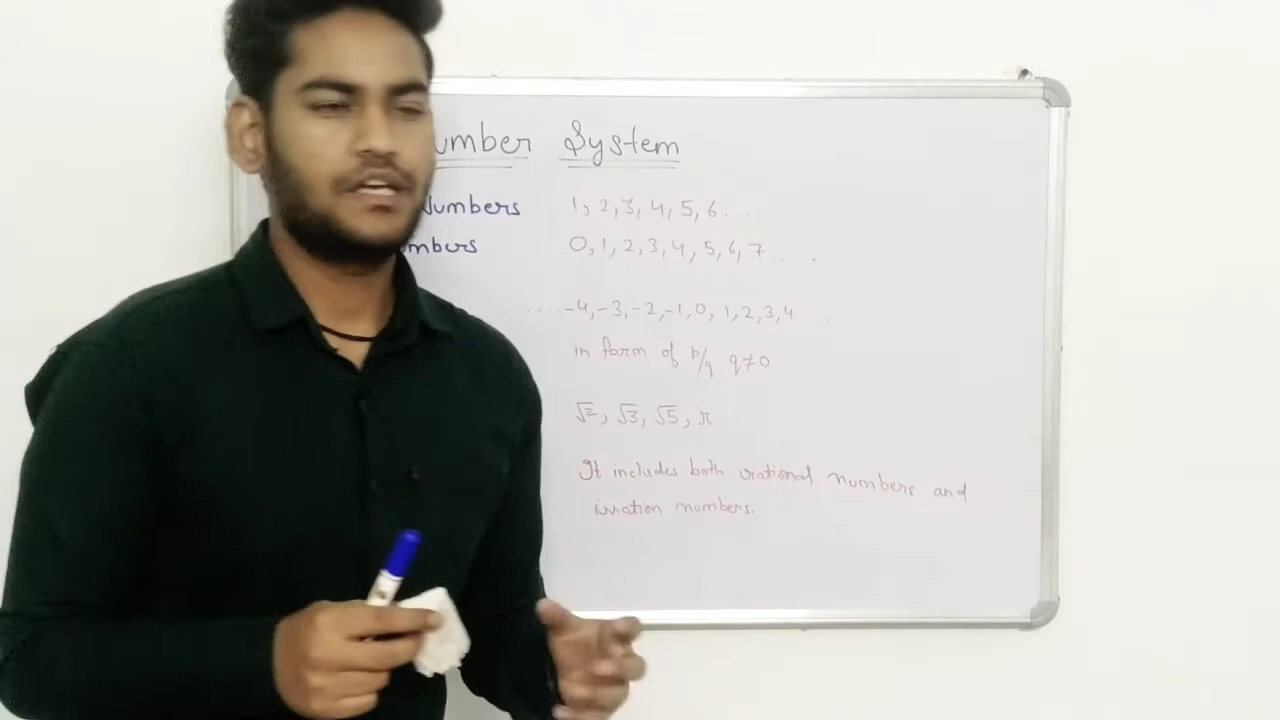 umber System
Numbers 1, 2, 3, 4, 5, 6 ....
mbers 0, 1, 2, 3, 4, 5, 6, 7 .. .
.... -4, -3, -2, -1, 0, 1, 2, 3, 4 .
in form of p/q q≠0
√2, √3, √5, π
It includes both rational numbers and
irration numbers.